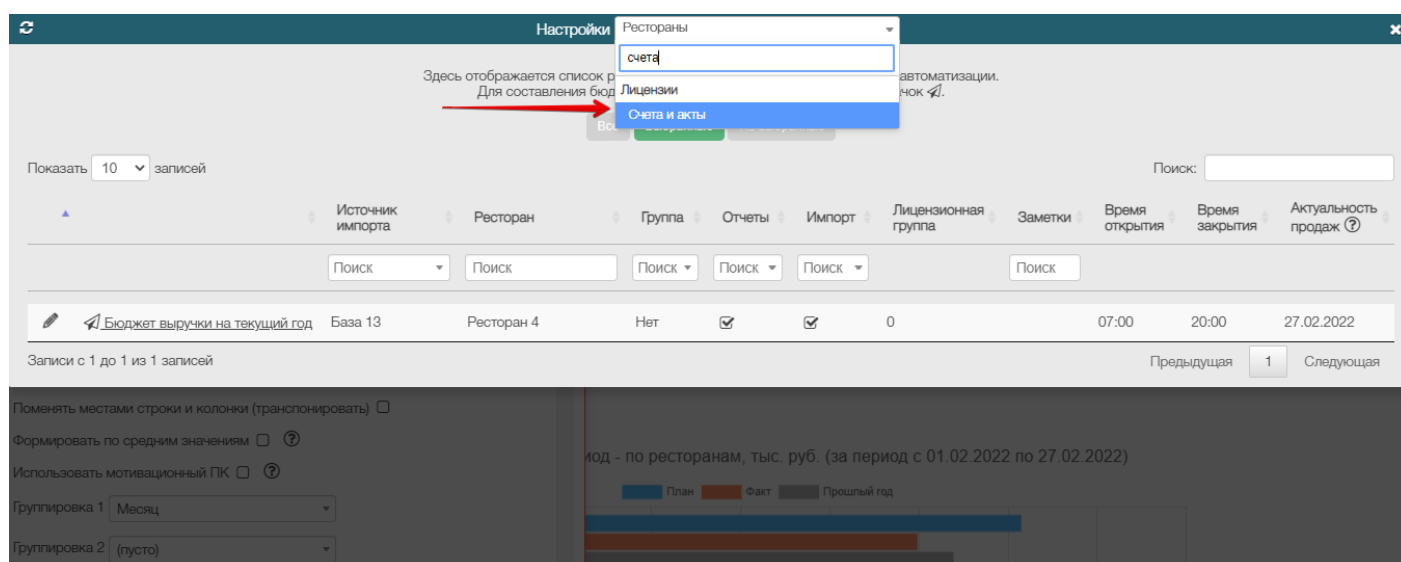 Настройки Рестораны
счета
Здесь отображается список р автоматизации.
Лицензии
Для составления бюд чок
Счета и акты
Все
Показать 10 записей Поиск:
Источник импорта Ресторан Группа Отчеты Импорт Лицензионная группа Заметки Время открытия Время закрытия Актуальность продаж
Поиск Поиск Поиск Поиск Поиск Поиск
Бюджет выручки на текущий год База 13 Ресторан 4 Нет 0 07:00 20:00 27.02.2022
Записи с 1 до 1 из 1 записей Предыдущая 1 Следующая
Поменять местами строки и колонки (транспонировать)
Формировать по средним значениям
иод - по ресторанам, тыс. руб. (за период с 01.02.2022 по 27.02.2022)
Использовать мотивационный ПК
План Факт Прошлый год
Группировка 1 Месяц
Группировка 2 (пусто)